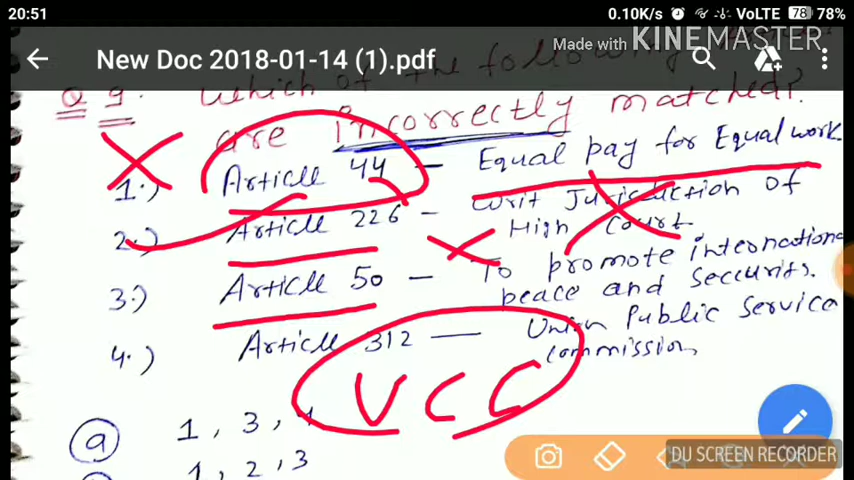 20:51 0.10K/s VoLTE 78 78%
Made with KINEMASTER
New Doc 2018-01-14 (1).pdf
Q 9. Which of the following
are incorrectly matched?
1.) Article 44 — Equal pay for Equal work
2.) Article 226 — Writ Jurisdiction of
High Court
3.) Article 50 — To promote internationa
peace and seccurity.
4.) Article 312 — Union Public Service
commission
UCC
a 1, 3, 4
1, 2, 3
DU SCREEN RECORDER